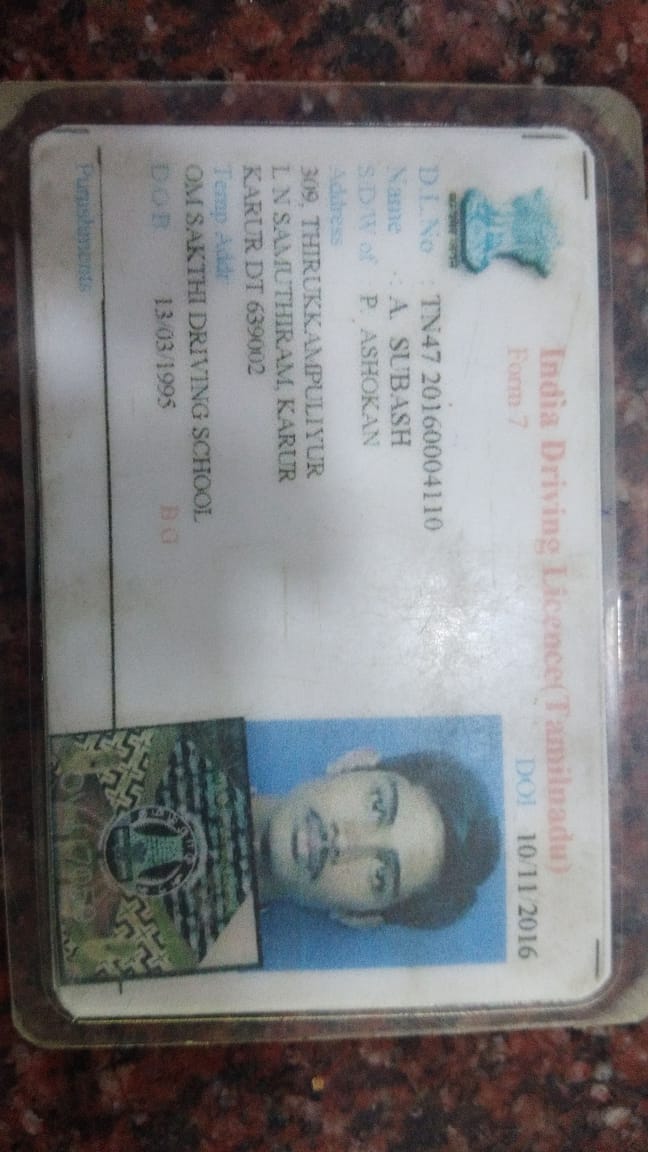 India Driving Licence(Tamilnadu)
Form 7
DOI 10/11/2016
D.L.No : TN47 20160004110
Name : A. SUBASH
S.D.W of P. ASHOKAN
Address
309, THIRUKKAMPULIYUR
L N SAMUTHIRAM, KARUR
KARUR DT 639002
Temp Addr
OM SAKTHI DRIVING SCHOOL
D.O.B 13/03/1995 B.G
Punishments